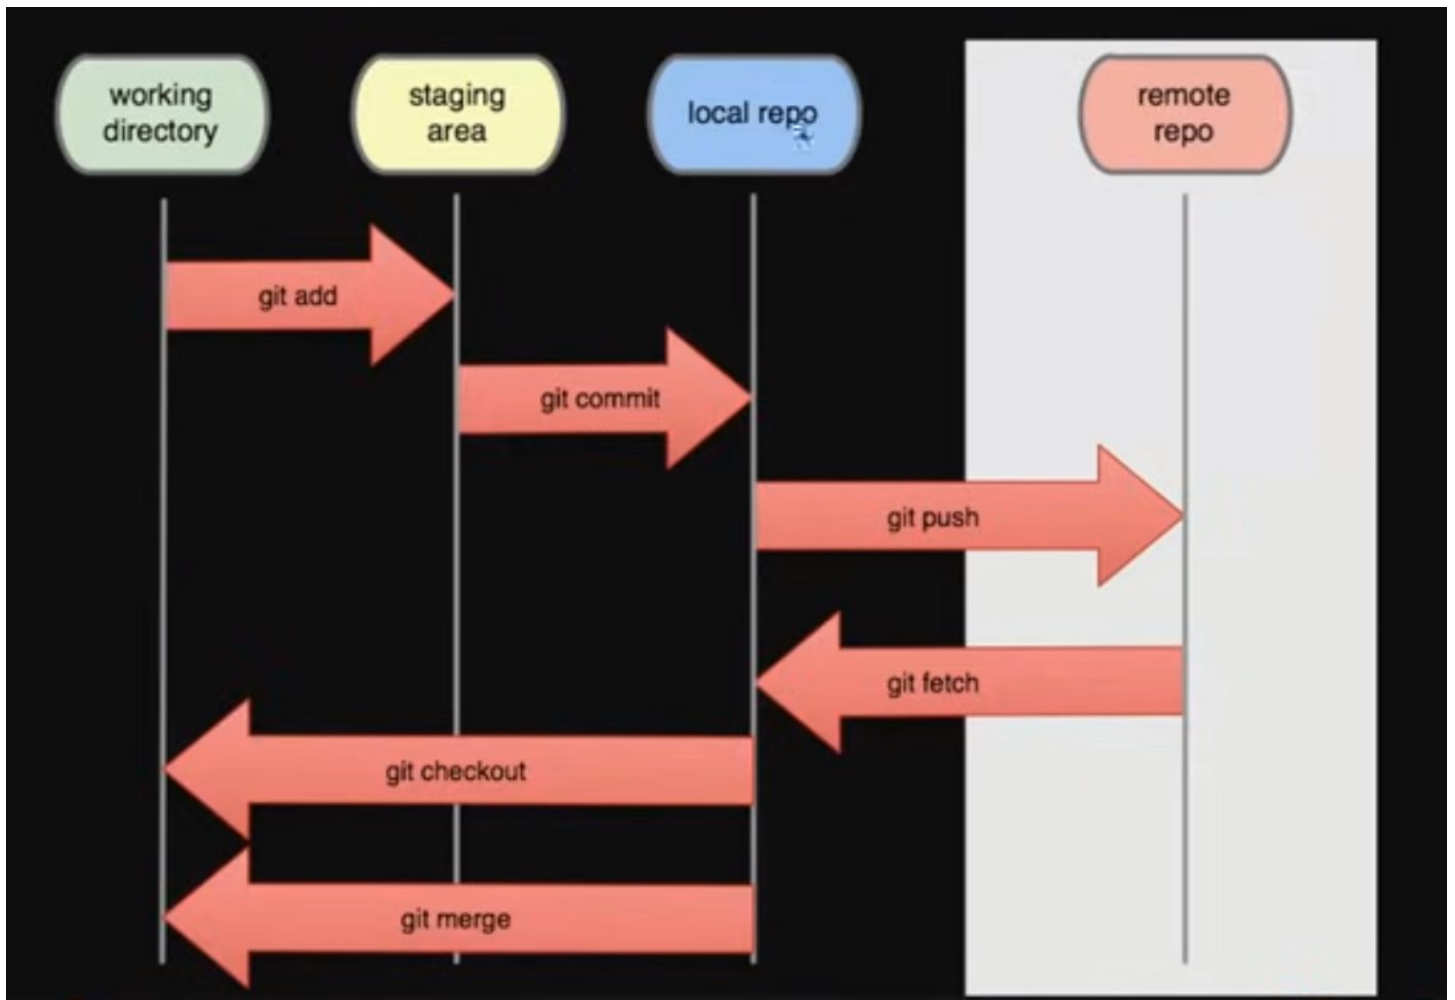 working
directory
staging
area
local repo
remote
repo
git add
git commit
git push
git fetch
git checkout
git merge